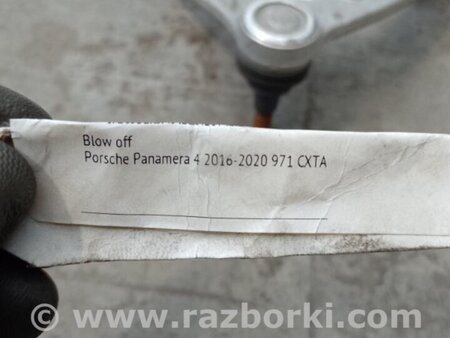 Blow off
Porsche Panamera 4 2016-2020 971 CXTA
© www.razborki.com